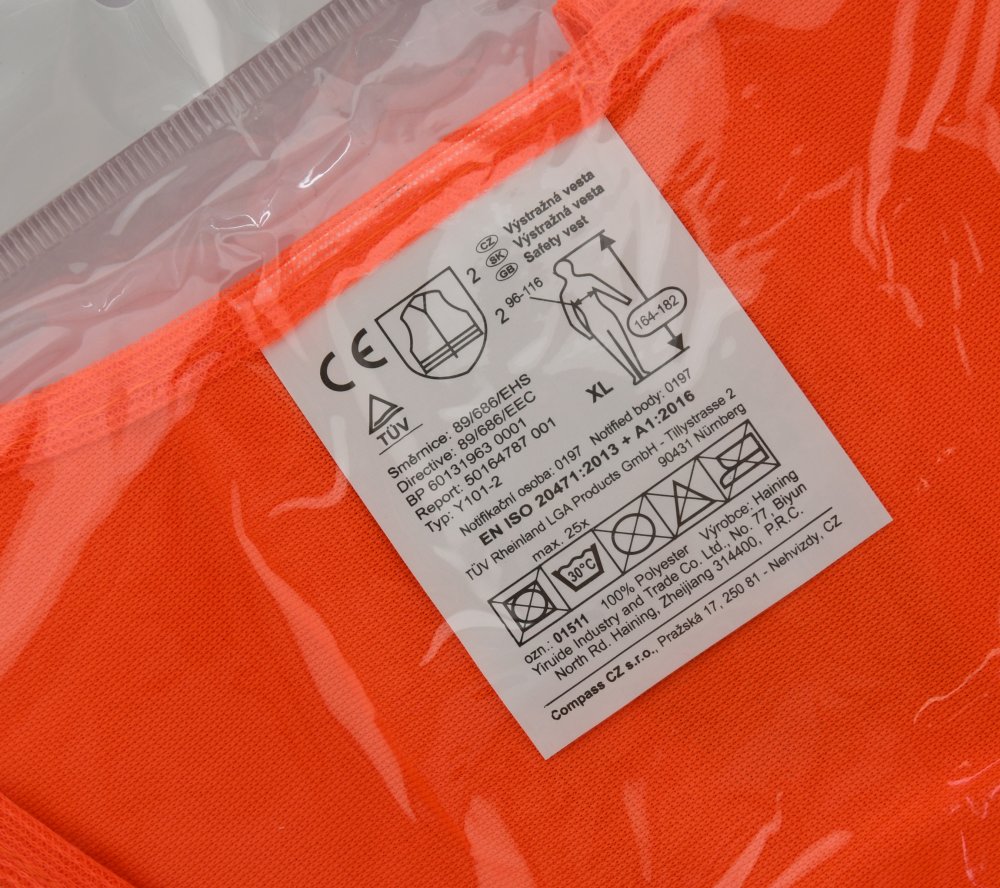 CZ Výstražná vesta
SK Výstražná vesta
GB Safety vest
CE
2
2
96-116
164-182
XL
TÜV
Směrnice: 89/686/EHS
Directive: 89/686/EEC
BP 60131963 0001
Report: 50164787 001
Typ: Y101-2
Notifikační osoba: 0197 Notified body: 0197
EN ISO 20471:2013 + A1:2016
TÜV Rheinland LGA Products GmbH - Tillystrasse 2
90431 Nürnberg
max. 25x
30°C
ozn.: 01511 100% Polyester Výrobce: Haining
Yiruide Industry and Trade Co. Ltd., No. 77, Biyun
North Rd. Haining, Zheijiang 314400, P.R.C.
Compass CZ s.r.o., Pražská 17, 250 81 - Nehvizdy, CZ